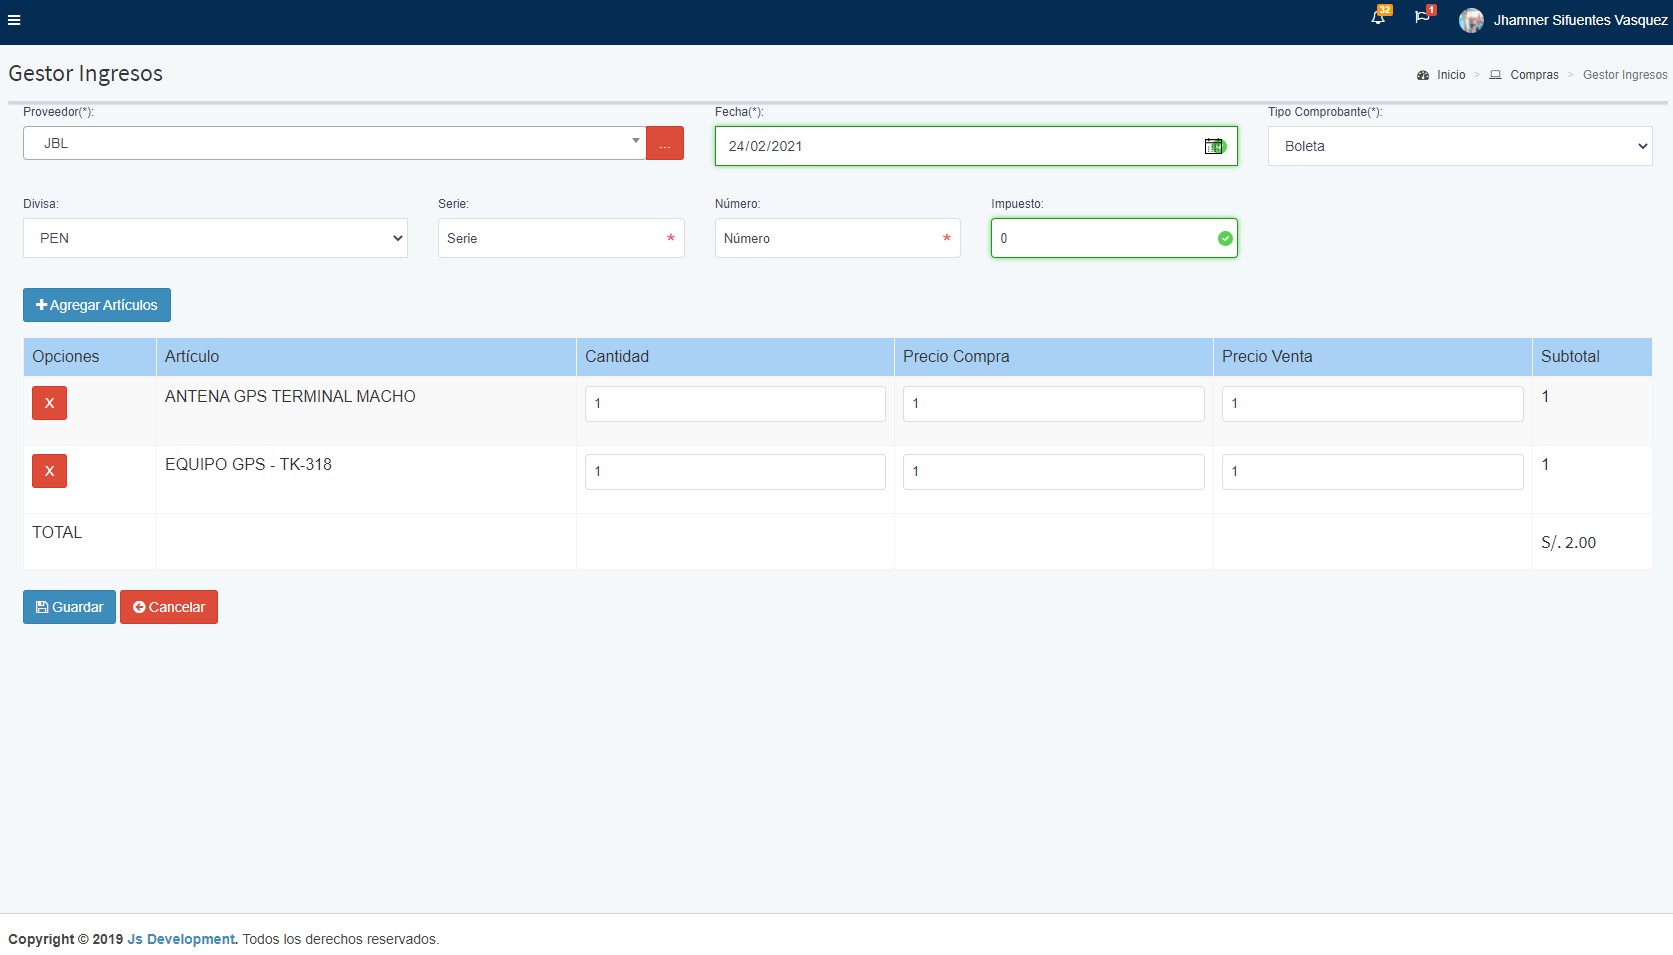 32
1
Jhamner Sifuentes Vasquez
Gestor Ingresos
Inicio > Compras > Gestor Ingresos
Proveedor(*):
Fecha(*):
Tipo Comprobante(*):
JBL
...
24/02/2021
Boleta
Divisa:
Serie:
Número:
Impuesto:
PEN
Serie *
Número *
0
Agregar Artículos
Opciones Artículo Cantidad Precio Compra Precio Venta Subtotal
X ANTENA GPS TERMINAL MACHO 1 1 1 1
X EQUIPO GPS - TK-318 1 1 1 1
TOTAL S/. 2.00
Guardar Cancelar
Copyright © 2019 Js Development. Todos los derechos reservados.